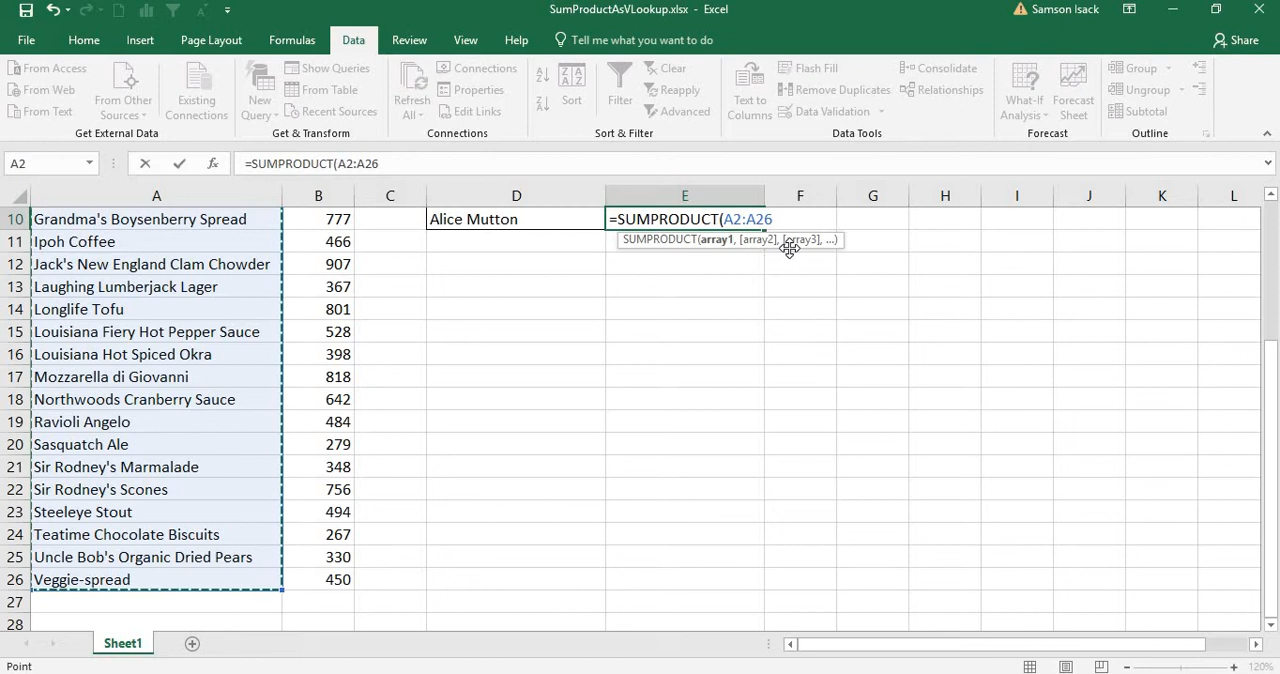 SumProductAsVLookup.xlsx - Excel
Samson Isack
File Home Insert Page Layout Formulas Data Review View Help Tell me what you want to do Share
From Access
From Web
From Text
From Other Sources
Existing Connections
Get External Data
New Query
Show Queries
From Table
Recent Sources
Get & Transform
Refresh All
Connections
Properties
Edit Links
Connections
Sort
Filter
Clear
Reapply
Advanced
Sort & Filter
Text to Columns
Flash Fill
Remove Duplicates
Data Validation
Consolidate
Relationships
Data Tools
What-If Analysis
Forecast Sheet
Forecast
Group
Ungroup
Subtotal
Outline
A2 fx =SUMPRODUCT(A2:A26
A B C D E F G H I J K L
10 Grandma's Boysenberry Spread 777 Alice Mutton =SUMPRODUCT(A2:A26
SUMPRODUCT(array1, [array2], [array3], ...)
11 Ipoh Coffee 466
12 Jack's New England Clam Chowder 907
13 Laughing Lumberjack Lager 367
14 Longlife Tofu 801
15 Louisiana Fiery Hot Pepper Sauce 528
16 Louisiana Hot Spiced Okra 398
17 Mozzarella di Giovanni 818
18 Northwoods Cranberry Sauce 642
19 Ravioli Angelo 484
20 Sasquatch Ale 279
21 Sir Rodney's Marmalade 348
22 Sir Rodney's Scones 756
23 Steeleye Stout 494
24 Teatime Chocolate Biscuits 267
25 Uncle Bob's Organic Dried Pears 330
26 Veggie-spread 450
27
28
Sheet1
Point
120%